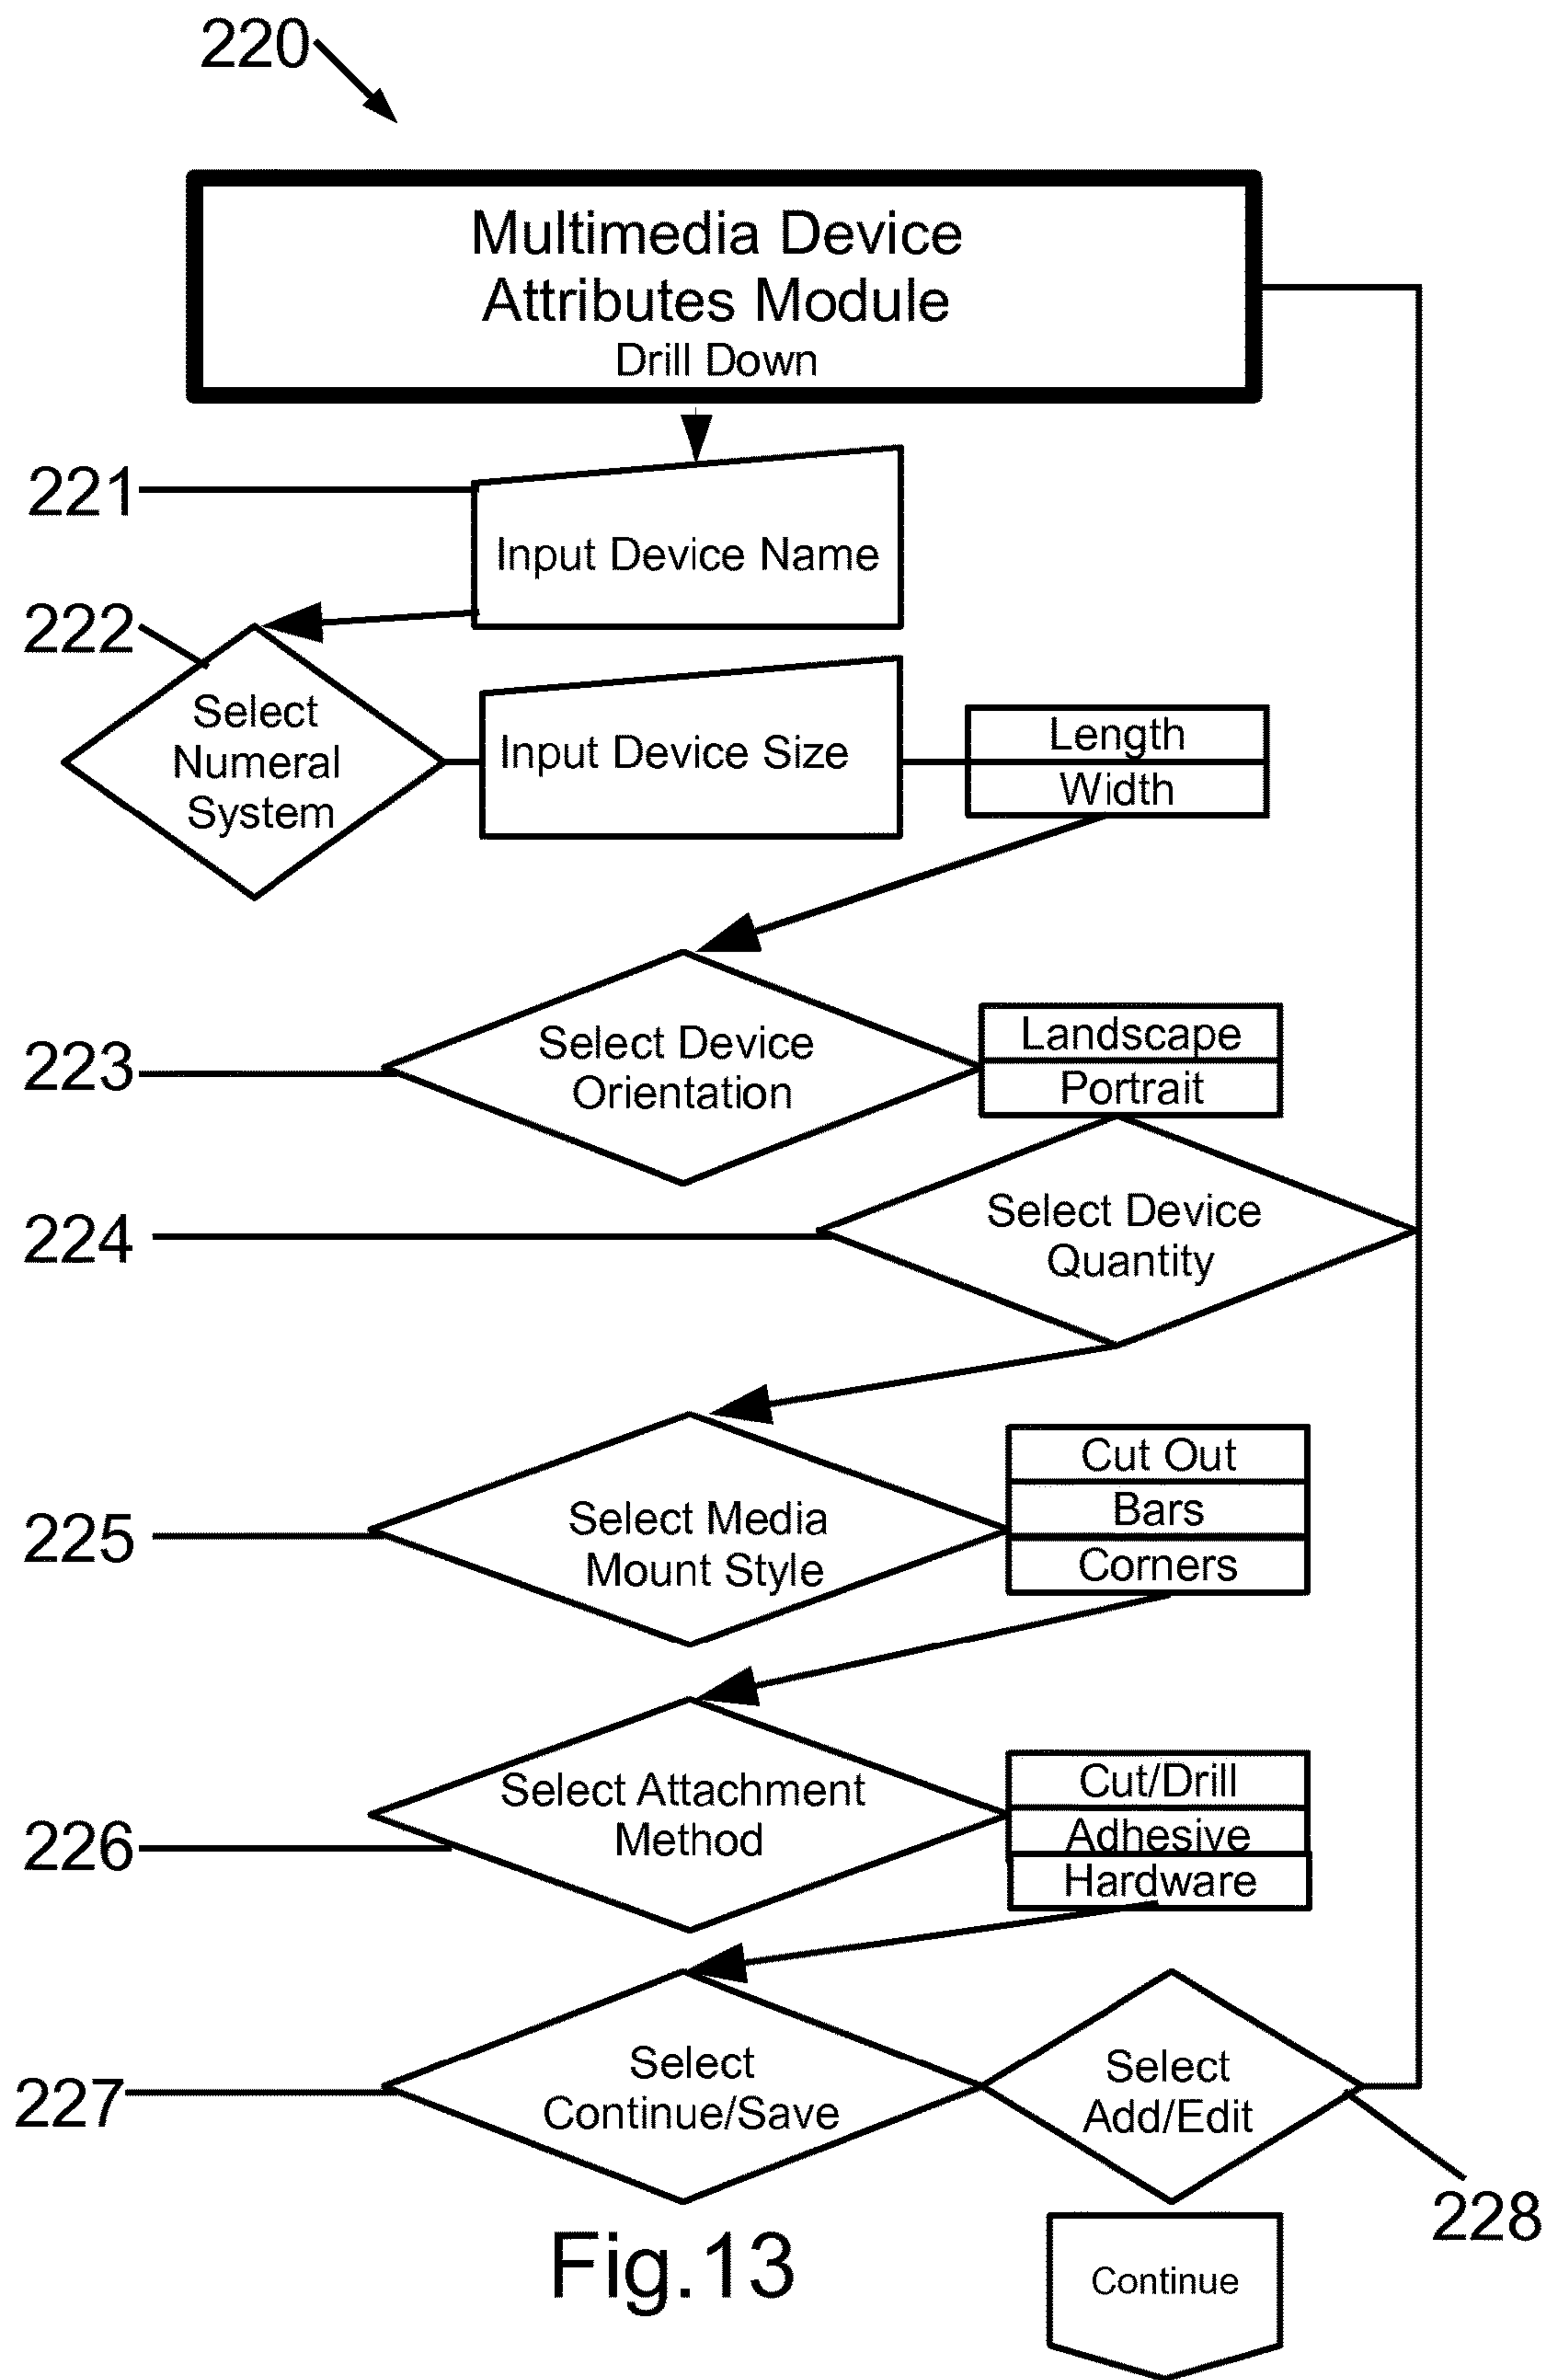 220
Multimedia Device
Attributes Module
Drill Down
221
Input Device Name
222
Select
Numeral
System
Input Device Size
Length
Width
223
Select Device
Orientation
Landscape
Portrait
224
Select Device
Quantity
225
Select Media
Mount Style
Cut Out
Bars
Corners
226
Select Attachment
Method
Cut/Drill
Adhesive
Hardware
227
Select
Continue/Save
Select
Add/Edit
228
Fig.13
Continue